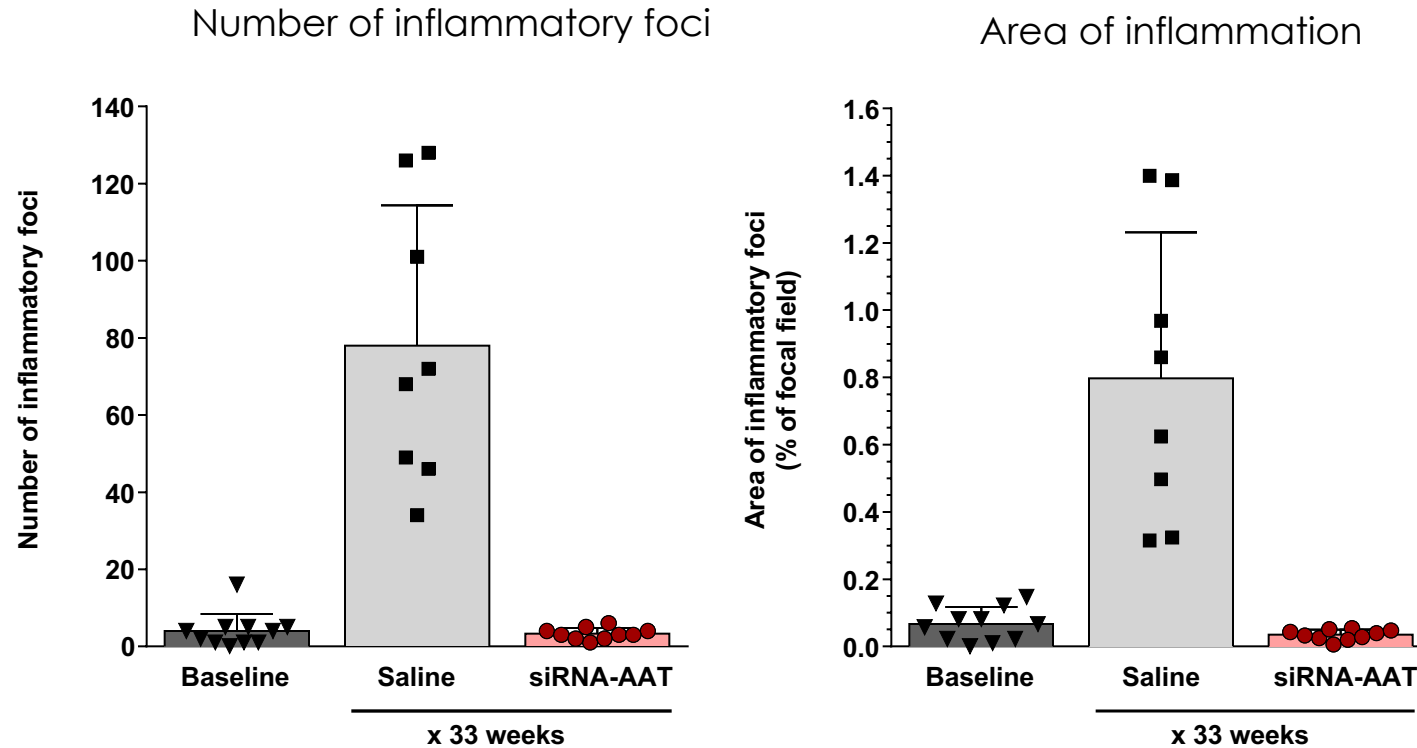 Number of inflammatory foci
Number of inflammatory foci
140
120
100
80
60
40
20
0
Baseline
Saline
siRNA-AAT
x 33 weeks
Area of inflammation
Area of inflammatory foci
(% of focal field)
1.6
1.4
1.2
1.0
0.8
0.6
0.4
0.2
0.0
Baseline
Saline
siRNA-AAT
x 33 weeks